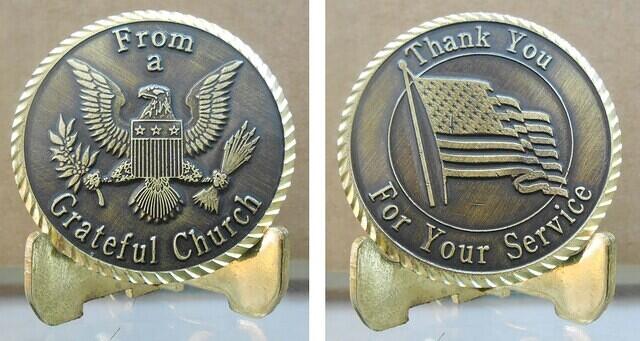 From
a
Grateful Church
Thank You
For Your Service